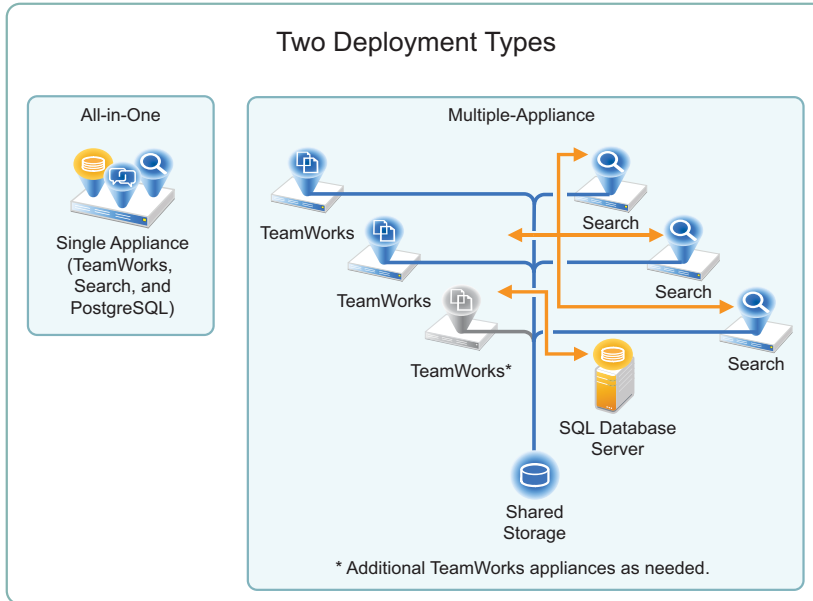 Two Deployment Types
All-in-One
Single Appliance
(TeamWorks,
Search, and
PostgreSQL)
Multiple-Appliance
TeamWorks
Search
TeamWorks
Search
TeamWorks*
Search
SQL Database
Server
Shared
Storage
* Additional TeamWorks appliances as needed.